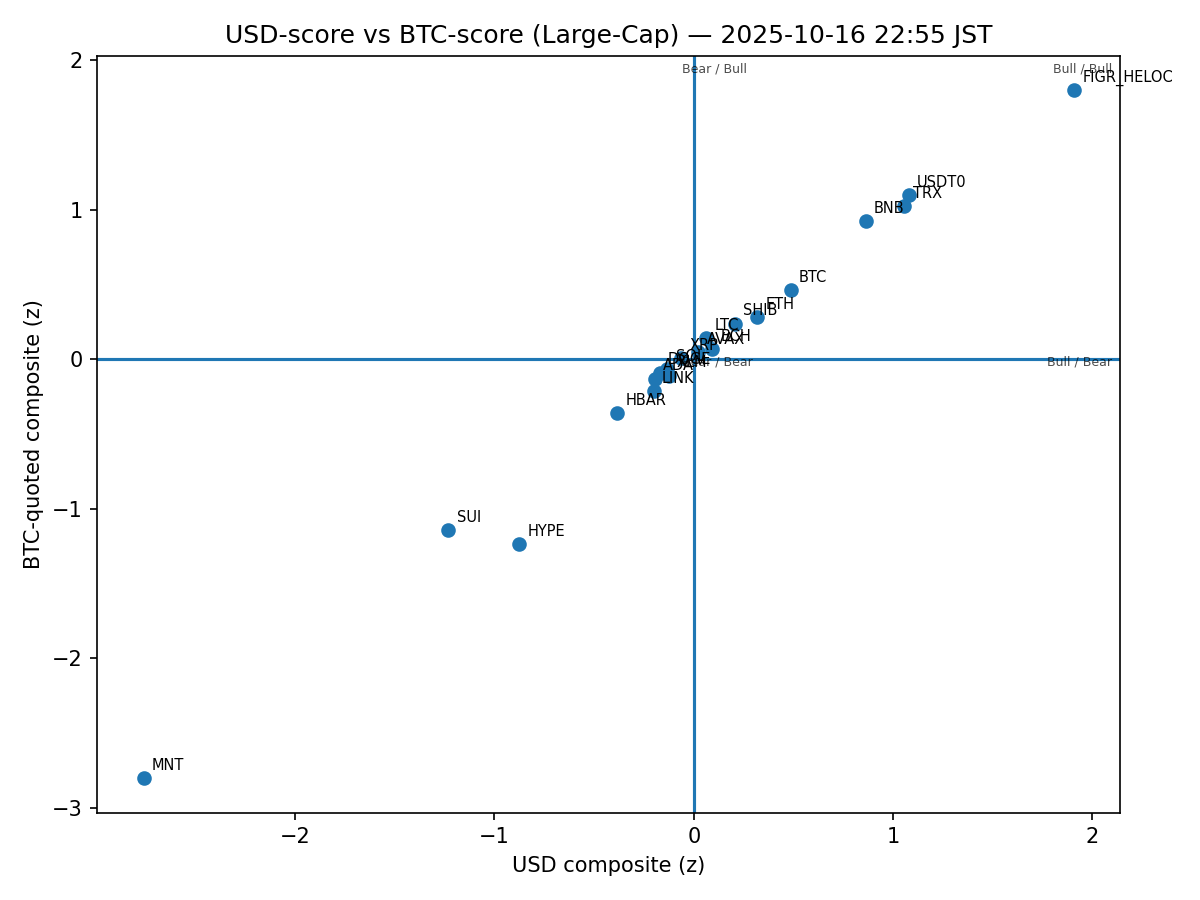 USD-score vs BTC-score (Large-Cap) — 2025-10-16 22:55 JST
2
Bear / Bull
Bull / Bull
FIGR_HELOC
USDT0
TRX
1
BNB
BTC
ETH
SHIB
LTC
BCH
AVAX
XRP
0
/ Bear
Bull / Bear
ADA
LINK
HBAR
−1
SUI
HYPE
−2
MNT
−3
−2
−1
0
1
2
BTC-quoted composite (z)
USD composite (z)